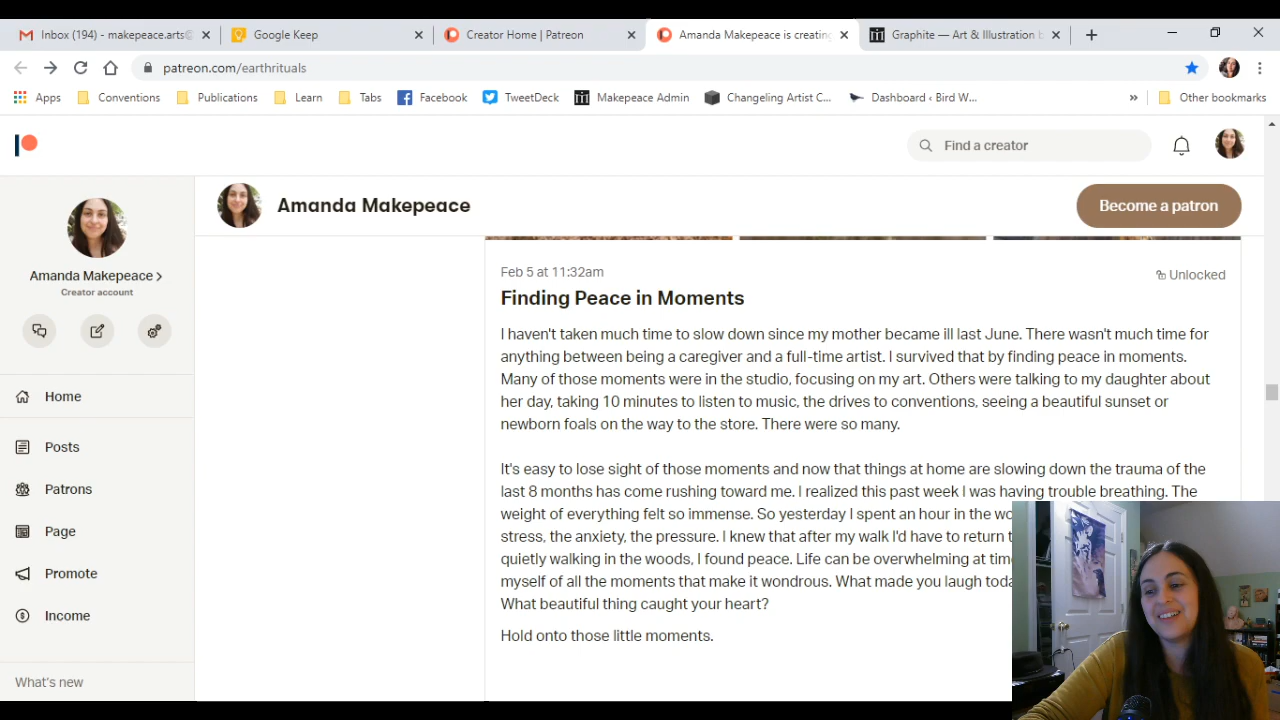 Inbox (194) - makepeace.arts@
Google Keep
Creator Home | Patreon
Amanda Makepeace is creating
Graphite — Art & Illustration b
patreon.com/earthrituals
Apps
Conventions
Publications
Learn
Tabs
Facebook
TweetDeck
Makepeace Admin
Changeling Artist C...
Dashboard ‹ Bird W...
»
Other bookmarks
Find a creator
Amanda Makepeace
Become a patron
Amanda Makepeace >
Creator account
Home
Posts
Patrons
Page
Promote
Income
What's new
Feb 5 at 11:32am
Unlocked
Finding Peace in Moments
I haven't taken much time to slow down since my mother became ill last June. There wasn't much time for
anything between being a caregiver and a full-time artist. I survived that by finding peace in moments.
Many of those moments were in the studio, focusing on my art. Others were talking to my daughter about
her day, taking 10 minutes to listen to music, the drives to conventions, seeing a beautiful sunset or
newborn foals on the way to the store. There were so many.
It's easy to lose sight of those moments and now that things at home are slowing down the trauma of the
last 8 months has come rushing toward me. I realized this past week I was having trouble breathing. The
weight of everything felt so immense. So yesterday I spent an hour in the
stress, the anxiety, the pressure. I knew that after my walk I'd have to return
quietly walking in the woods, I found peace. Life can be overwhelming at
myself of all the moments that make it wondrous. What made you laugh
What beautiful thing caught your heart?
Hold onto those little moments.